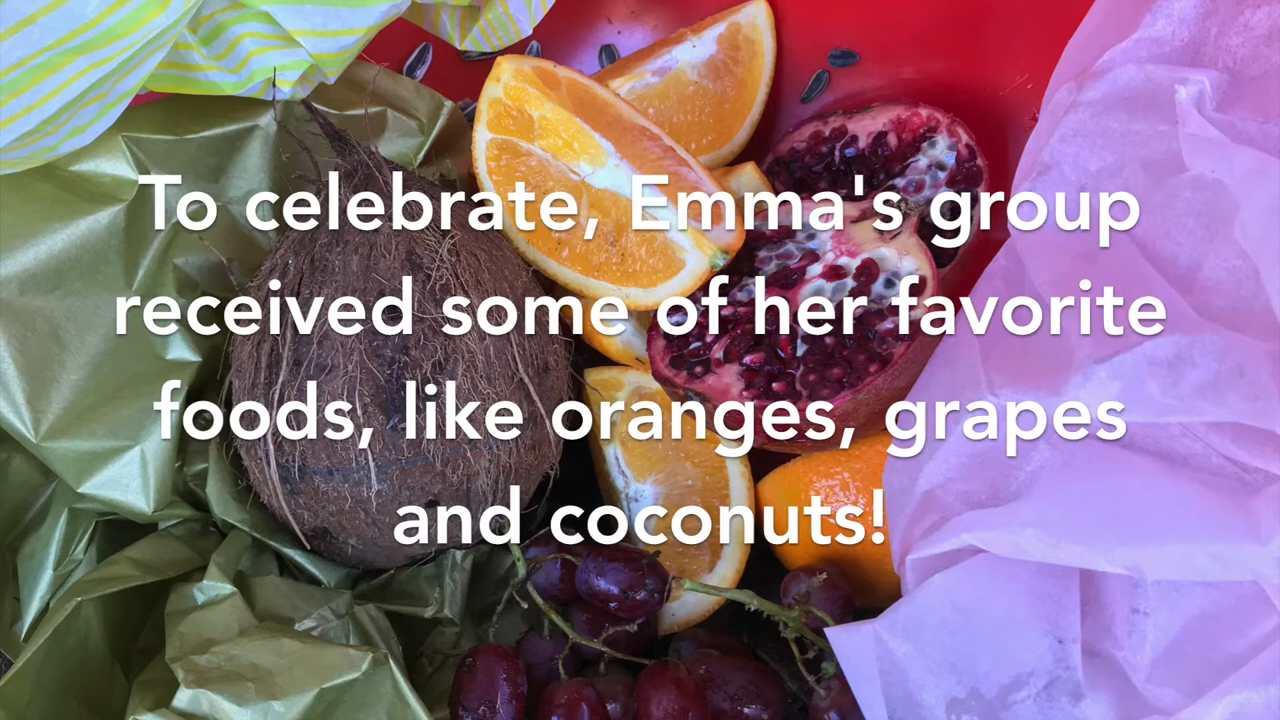 To celebrate, Emma's group
received some of her favorite
foods, like oranges, grapes
and coconuts!